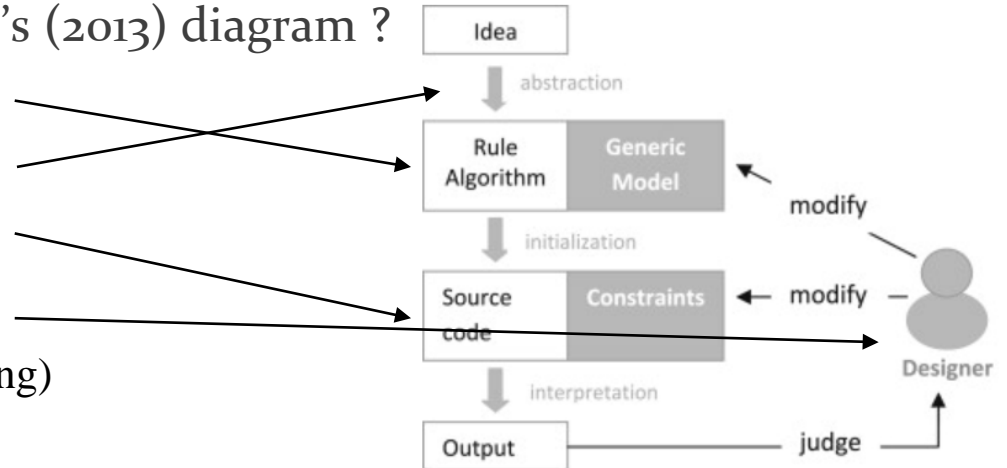 's (2013) diagram ?
Idea
abstraction
Rule
Algorithm
Generic
Model
modify
initialization
Source
code
Constraints
modify
Designer
ng)
interpretation
Output
judge